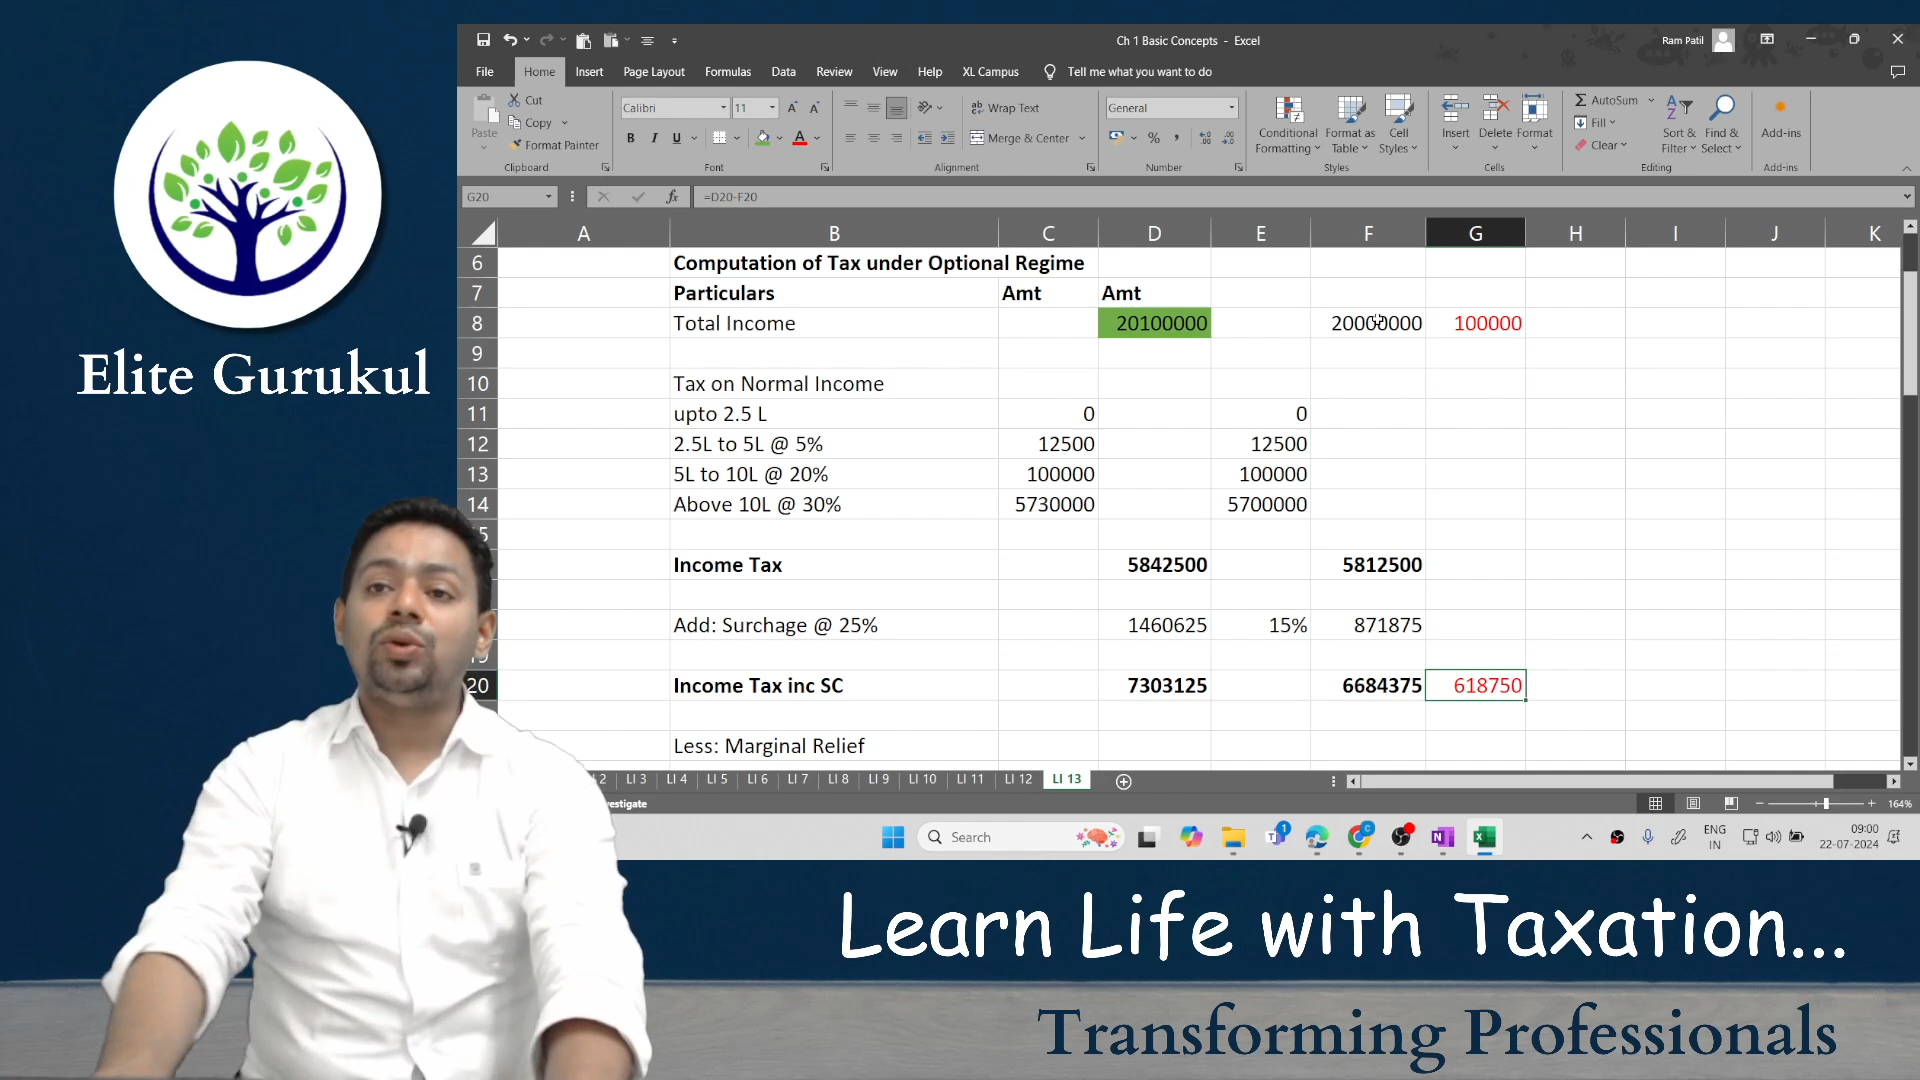 Elite Gurukul
Ch 1 Basic Concepts - Excel
Ram Patil
File Home Insert Page Layout Formulas Data Review View Help XL Campus Tell me what you want to do
Paste
Cut
Copy
Format Painter
Clipboard
Calibri 11
B I U
Font
Wrap Text
Merge & Center
Alignment
General
%
Number
Conditional Formatting
Format as Table
Cell Styles
Styles
Insert Delete Format
Cells
AutoSum
Fill
Clear
Sort & Filter
Find & Select
Editing
Add-ins
Add-ins
G20 fx =D20-F20
A B C D E F G H I J K
6 Computation of Tax under Optional Regime
7 Particulars Amt Amt
8 Total Income 20100000 20000000 100000
9
10 Tax on Normal Income
11 upto 2.5 L 0 0
12 2.5L to 5L @ 5% 12500 12500
13 5L to 10L @ 20% 100000 100000
14 Above 10L @ 30% 5730000 5700000
Income Tax 5842500 5812500
Add: Surchage @ 25% 1460625 15% 871875
20 Income Tax inc SC 7303125 6684375 618750
Less: Marginal Relief
2 LI 3 LI 4 LI 5 LI 6 LI 7 LI 8 LI 9 LI 10 LI 11 LI 12 LI 13
164%
Search
ENG
IN
09:00
22-07-2024
Learn Life with Taxation...
Transforming Professionals